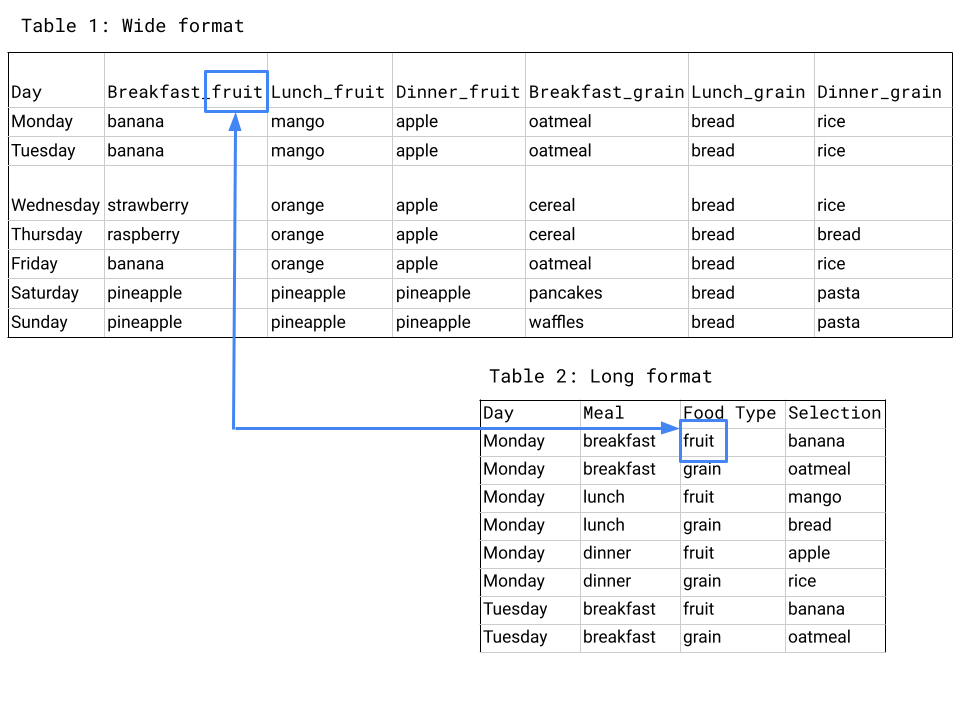 Table 1: Wide format
Day Breakfast_fruit Lunch_fruit Dinner_fruit Breakfast_grain Lunch_grain Dinner_grain
Monday banana mango apple oatmeal bread rice
Tuesday banana mango apple oatmeal bread rice
Wednesday strawberry orange apple cereal bread rice
Thursday raspberry orange apple cereal bread bread
Friday banana orange apple oatmeal bread rice
Saturday pineapple pineapple pineapple pancakes bread pasta
Sunday pineapple pineapple pineapple waffles bread pasta
Table 2: Long format
Day Meal Food Type Selection
Monday breakfast fruit banana
Monday breakfast grain oatmeal
Monday lunch fruit mango
Monday lunch grain bread
Monday dinner fruit apple
Monday dinner grain rice
Tuesday breakfast fruit banana
Tuesday breakfast grain oatmeal